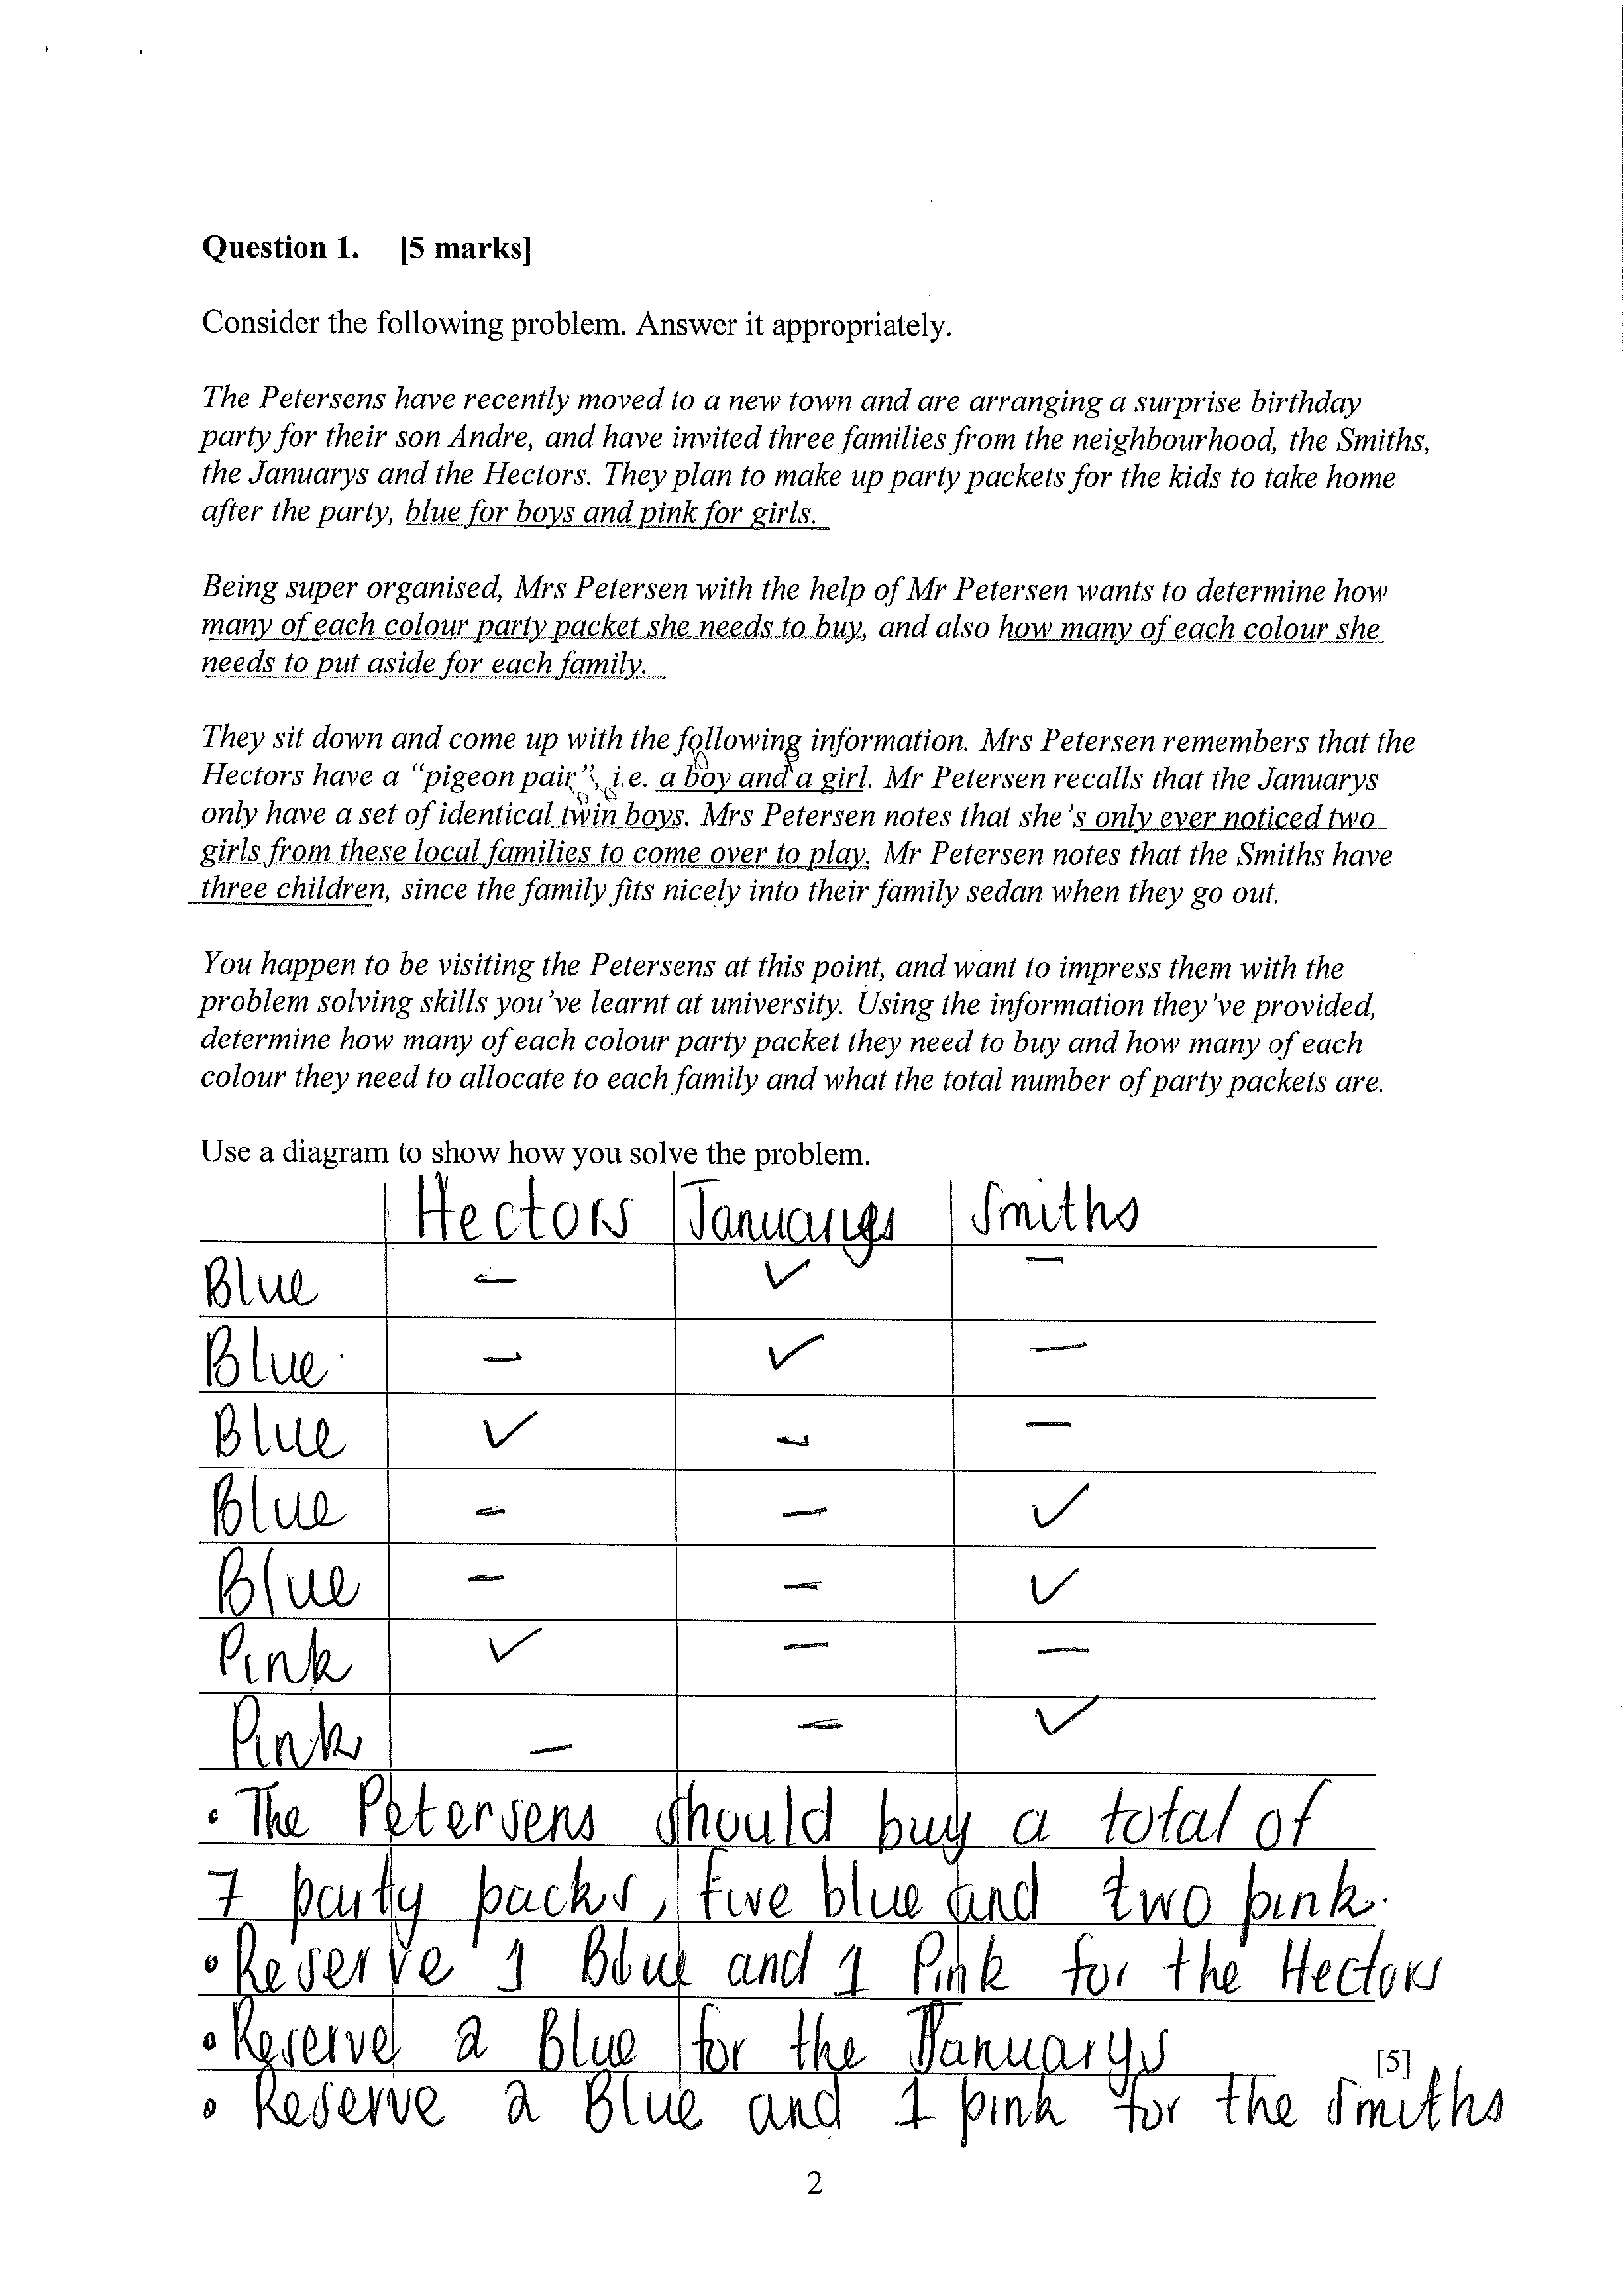 Question 1. [5 marks]
Consider the following problem. Answer it appropriately.
The Petersens have recently moved to a new town and are arranging a surprise birthday
party for their son Andre, and have invited three families from the neighbourhood, the Smiths,
the Januarys and the Hectors. They plan to make up party packets for the kids to take home
after the party, blue for boys and pink for girls.
Being super organised, Mrs Petersen with the help of Mr Petersen wants to determine how
many of each colour party packet she needs to buy, and also how many of each colour she
needs to put aside for each family.
They sit down and come up with the following information. Mrs Petersen remembers that the
Hectors have a "pigeon pair", i.e. a boy and a girl. Mr Petersen recalls that the Januarys
only have a set of identical twin boys. Mrs Petersen notes that she's only ever noticed two
girls from these local families to come over to play. Mr Petersen notes that the Smiths have
three children, since the family fits nicely into their family sedan when they go out.
You happen to be visiting the Petersens at this point, and want to impress them with the
problem solving skills you've learnt at university. Using the information they've provided,
determine how many of each colour party packet they need to buy and how many of each
colour they need to allocate to each family and what the total number of party packets are.
Use a diagram to show how you solve the problem.
Hectors Januarys Smiths
Blue - ✓ -
Blue - ✓ -
Blue ✓ - -
Blue - - ✓
Blue - - ✓
Pink ✓ - -
Pink - - ✓
• The Petersens should buy a total of
7 party packs, five blue and two pink.
• Reserve 1 Blue and 1 Pink for the Hectors
• Reserve 2 Blue for the Januarys
[5]
• Reserve 2 Blue and 1 pink for the Smiths
2